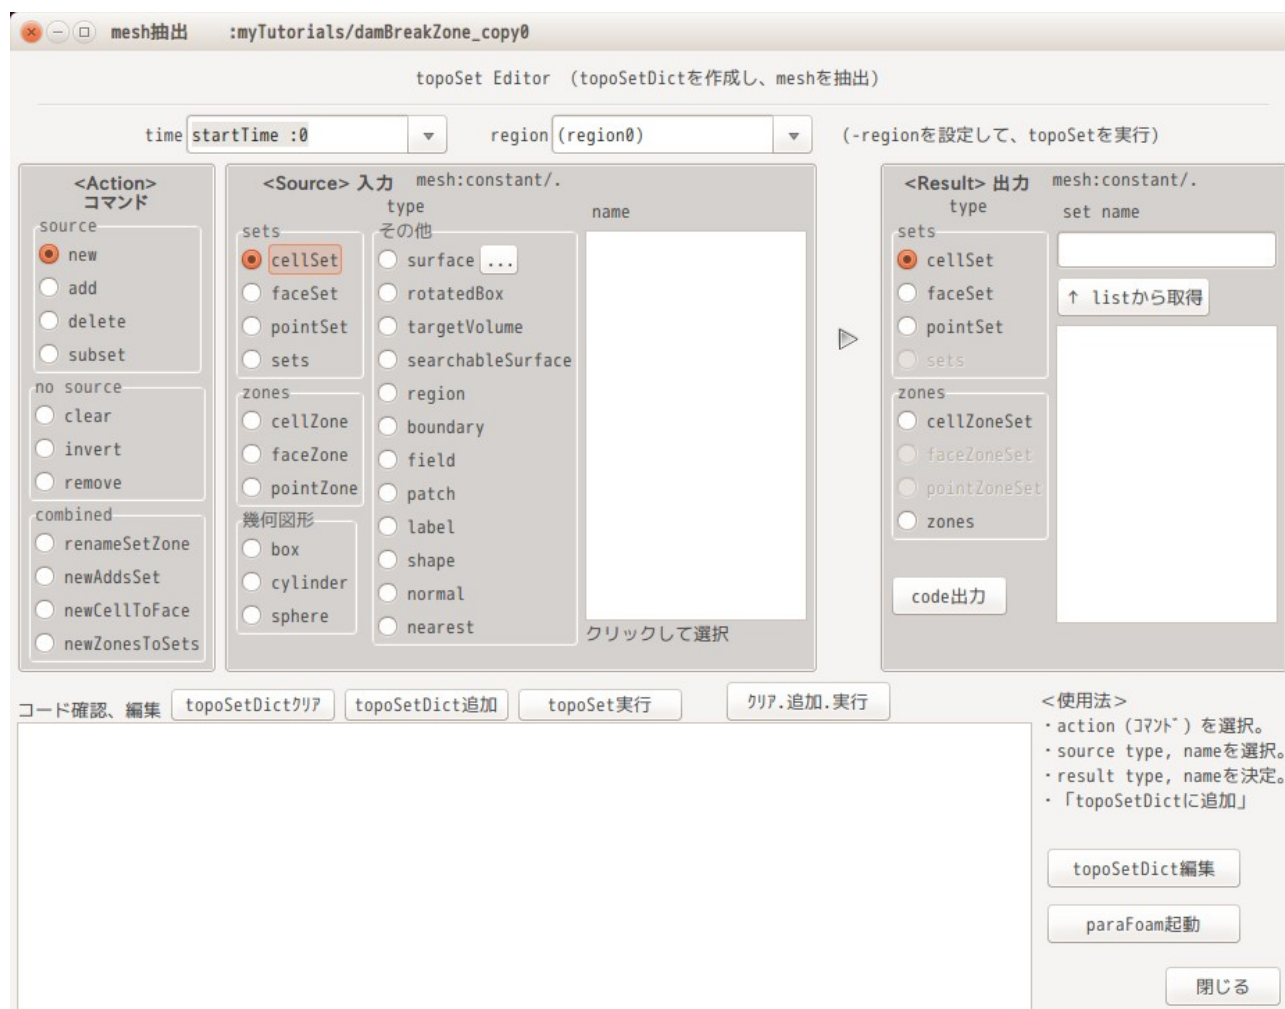 mesh抽出　:myTutorials/damBreakZone_copy0
topoSet Editor （topoSetDictを作成し、meshを抽出）
time startTime :0 region (region0) (-regionを設定して、topoSetを実行)
<Action>
コマンド
source
new
add
delete
subset
no source
clear
invert
remove
combined
renameSetZone
newAddsSet
newCellToFace
newZonesToSets
<Source> 入力 mesh:constant/.
type
name
sets
cellSet
faceSet
pointSet
sets
zones
cellZone
faceZone
pointZone
幾何図形
box
cylinder
sphere
その他
surface ...
rotatedBox
targetVolume
searchableSurface
region
boundary
field
patch
label
shape
normal
nearest
クリックして選択
<Result> 出力 mesh:constant/.
type
set name
sets
cellSet
faceSet
pointSet
sets
zones
cellZoneSet
faceZoneSet
pointZoneSet
zones
code出力
↑ listから取得
コード確認、編集 topoSetDictｸﾘｱ topoSetDict追加 topoSet実行 ｸﾘｱ.追加.実行
＜使用法＞
・action (ｺﾏﾝﾄﾞ) を選択。
・source type, nameを選択。
・result type, nameを決定。
・「topoSetDictに追加」
topoSetDict編集
paraFoam起動
閉じる